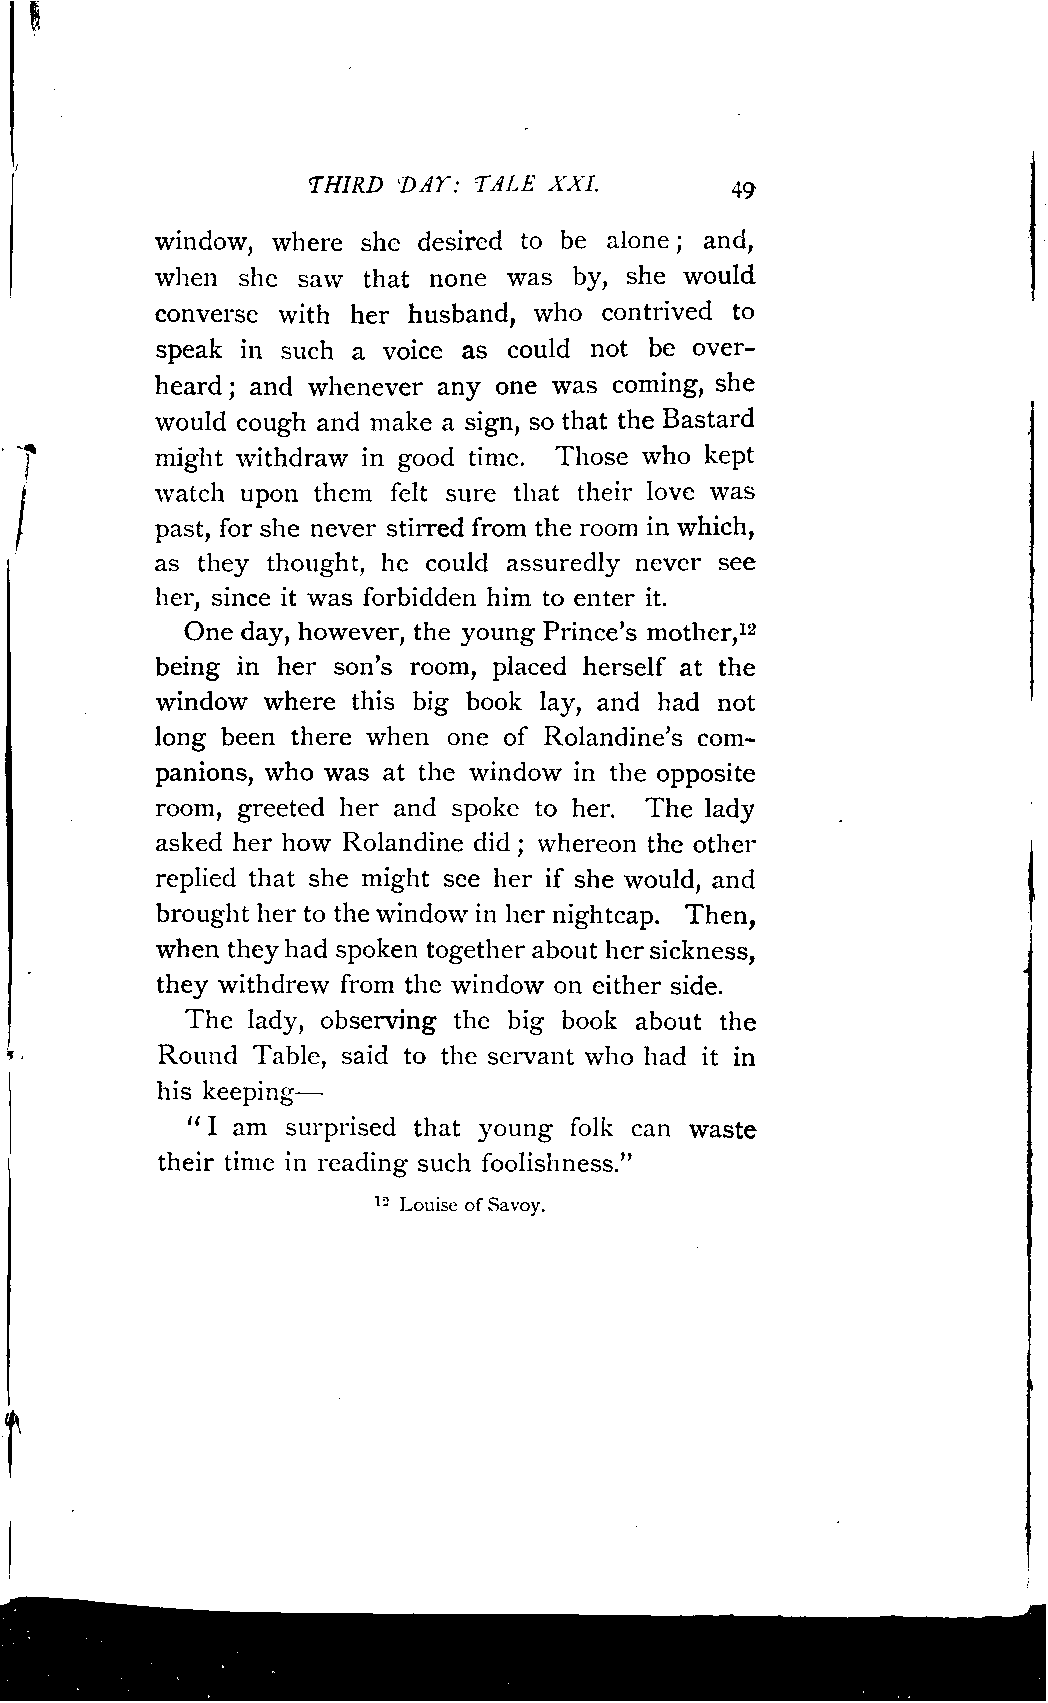 THIRD DAY: TALE XXI. 49
window, where she desired to be alone; and,
when she saw that none was by, she would
converse with her husband, who contrived to
speak in such a voice as could not be over-
heard; and whenever any one was coming, she
would cough and make a sign, so that the Bastard
might withdraw in good time. Those who kept
watch upon them felt sure that their love was
past, for she never stirred from the room in which,
as they thought, he could assuredly never see
her, since it was forbidden him to enter it.
One day, however, the young Prince's mother,¹²
being in her son's room, placed herself at the
window where this big book lay, and had not
long been there when one of Rolandine's com-
panions, who was at the window in the opposite
room, greeted her and spoke to her. The lady
asked her how Rolandine did; whereon the other
replied that she might see her if she would, and
brought her to the window in her nightcap. Then,
when they had spoken together about her sickness,
they withdrew from the window on either side.
The lady, observing the big book about the
Round Table, said to the servant who had it in
his keeping—
"I am surprised that young folk can waste
their time in reading such foolishness."
¹² Louise of Savoy.